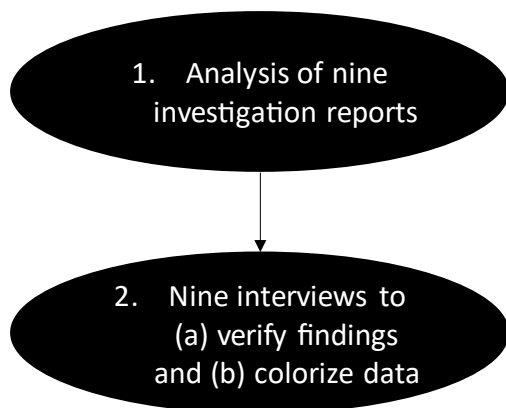 1. Analysis of nine
investigation reports
2. Nine interviews to
(a) verify findings
and (b) colorize data